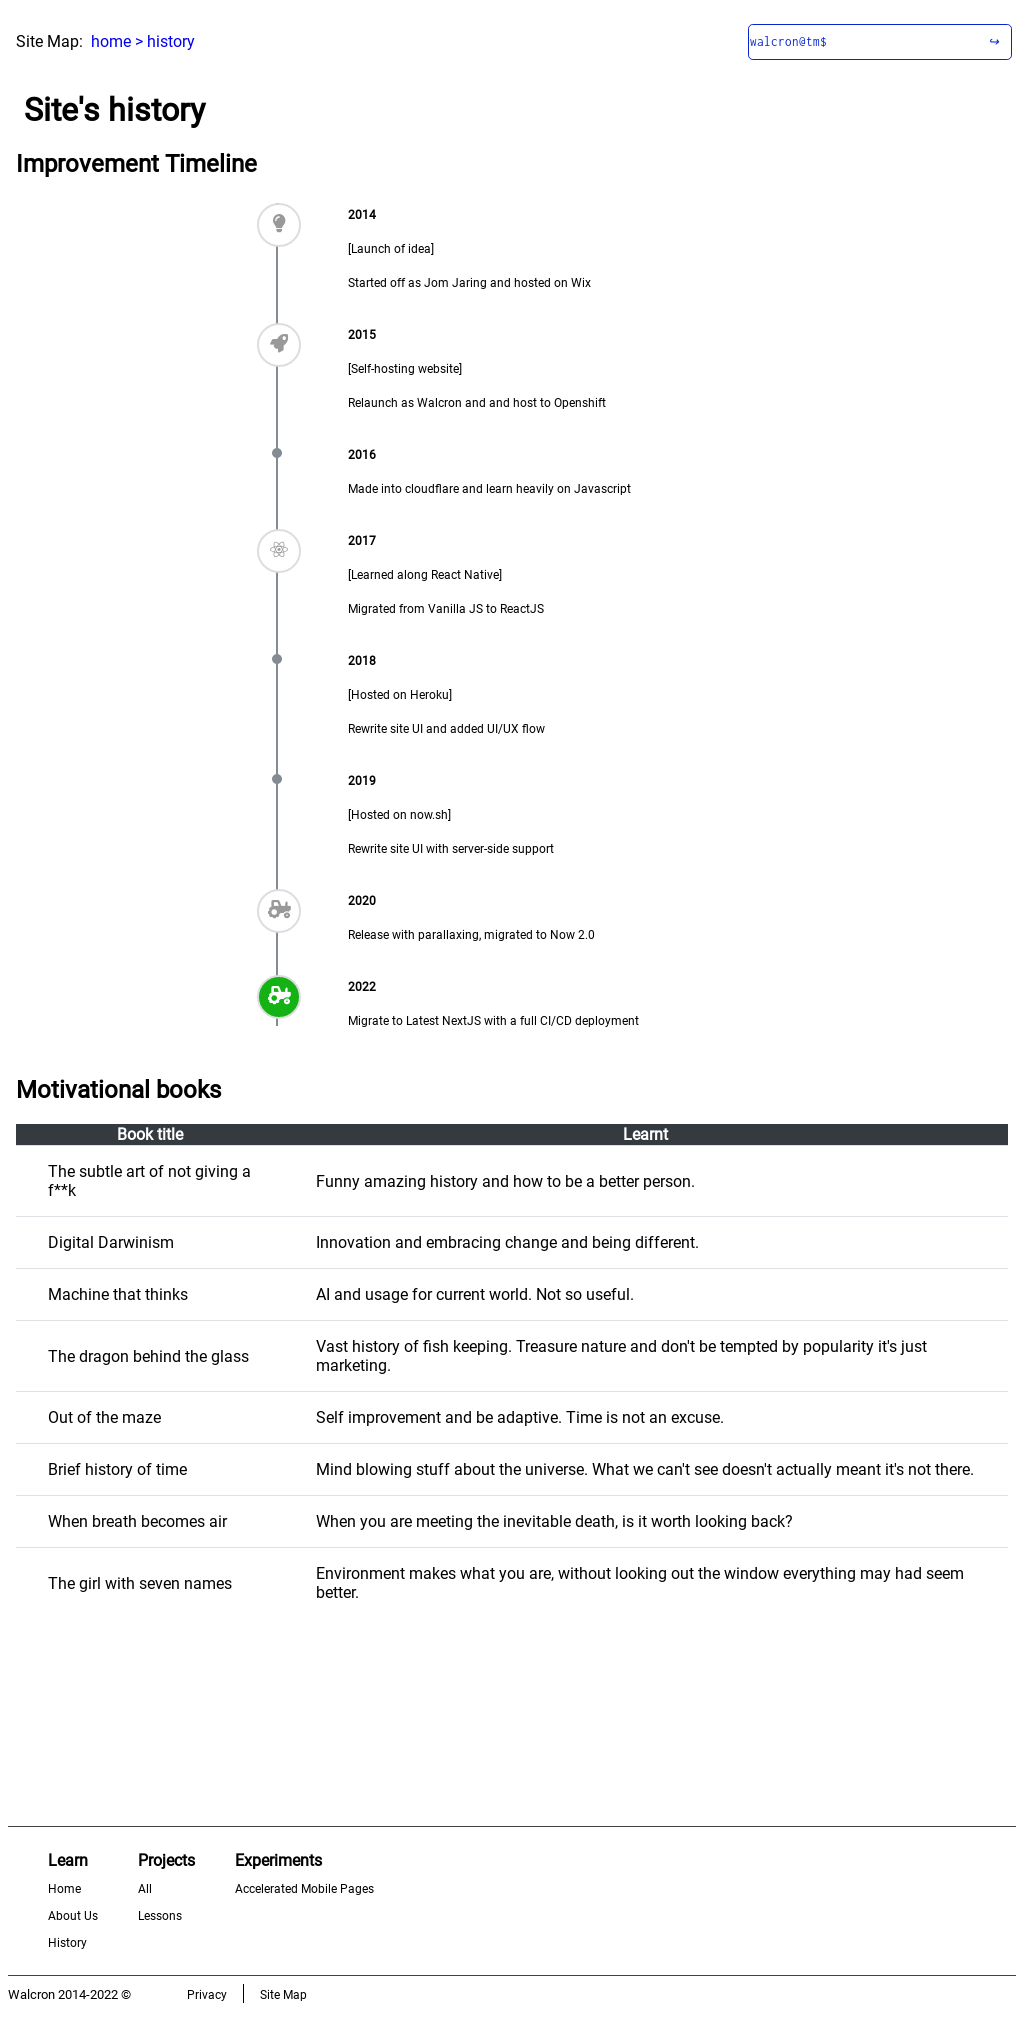 Site Map: home > history
walcron@tm$ ↪
Site's history
Improvement Timeline
2014
[Launch of idea]
Started off as Jom Jaring and hosted on Wix
2015
[Self-hosting website]
Relaunch as Walcron and and host to Openshift
2016
Made into cloudflare and learn heavily on Javascript
2017
[Learned along React Native]
Migrated from Vanilla JS to ReactJS
2018
[Hosted on Heroku]
Rewrite site UI and added UI/UX flow
2019
[Hosted on now.sh]
Rewrite site UI with server-side support
2020
Release with parallaxing, migrated to Now 2.0
2022
Migrate to Latest NextJS with a full CI/CD deployment
Motivational books
Book title Learnt
The subtle art of not giving a
f**k
Funny amazing history and how to be a better person.
Digital Darwinism
Innovation and embracing change and being different.
Machine that thinks
AI and usage for current world. Not so useful.
The dragon behind the glass
Vast history of fish keeping. Treasure nature and don't be tempted by popularity it's just
marketing.
Out of the maze
Self improvement and be adaptive. Time is not an excuse.
Brief history of time
Mind blowing stuff about the universe. What we can't see doesn't actually meant it's not there.
When breath becomes air
When you are meeting the inevitable death, is it worth looking back?
The girl with seven names
Environment makes what you are, without looking out the window everything may had seem
better.
Learn
Home
About Us
History
Projects
All
Lessons
Experiments
Accelerated Mobile Pages
Walcron 2014-2022 © Privacy Site Map